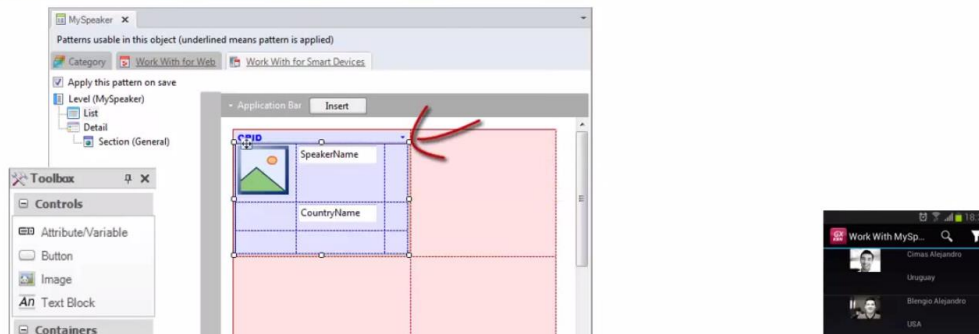 MySpeaker
Patterns usable in this object (underlined means pattern is applied)
Category Work With for Web Work With for Smart Devices
Apply this pattern on save
Level (MySpeaker)
List
Detail
Section (General)
Application Bar Insert
GRID
SpeakerName
CountryName
Toolbox
Controls
Attribute/Variable
Button
Image
An Text Block
Containers
Work With MySp...
Cimas Alejandro
Uruguay
Blengio Alejandro
USA